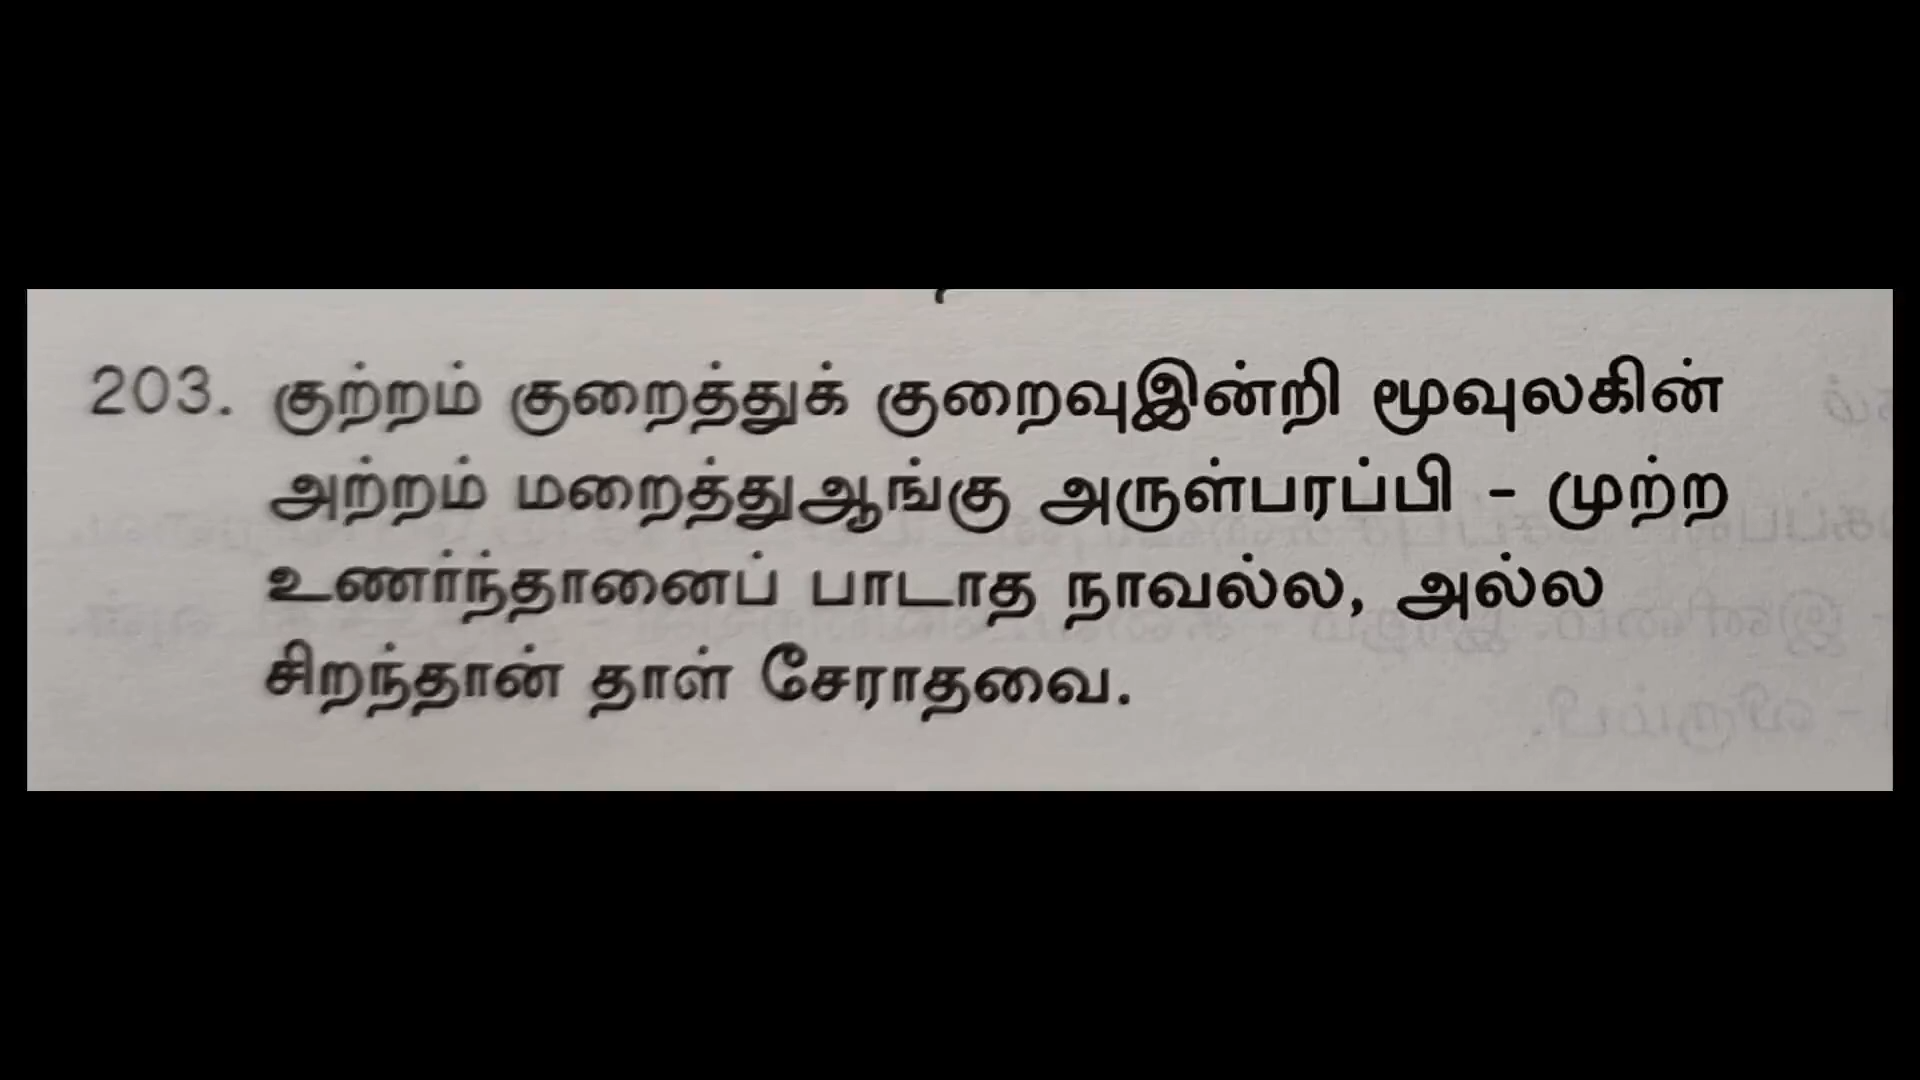 203. குற்றம் குறைத்துக் குறைவுஇன்றி மூவுலகின்
அற்றம் மறைத்துஆங்கு அருள்பரப்பி - முற்ற
உணர்ந்தானைப் பாடாத நாவல்ல, அல்ல
சிறந்தான் தாள் சேராதவை.